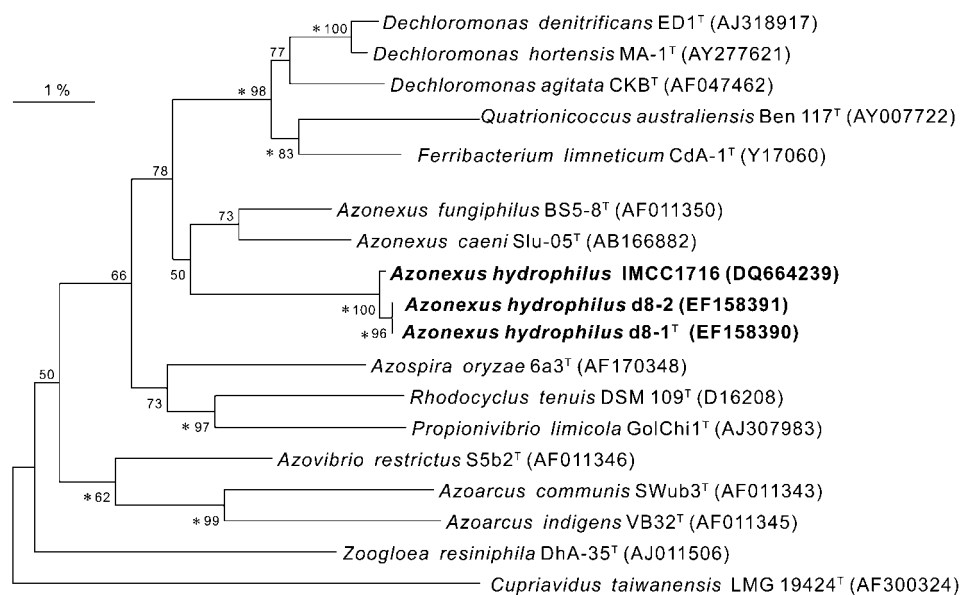 Dechloromonas denitrificans ED1ᵀ (AJ318917)
*100
Dechloromonas hortensis MA-1ᵀ (AY277621)
77
Dechloromonas agitata CKBᵀ (AF047462)
1 %
*98
Quatrionicoccus australiensis Ben 117ᵀ (AY007722)
*83
Ferribacterium limneticum CdA-1ᵀ (Y17060)
78
Azonexus fungiphilus BS5-8ᵀ (AF011350)
73
Azonexus caeni Slu-05ᵀ (AB166882)
66
50
Azonexus hydrophilus IMCC1716 (DQ664239)
*100
Azonexus hydrophilus d8-2 (EF158391)
*96
Azonexus hydrophilus d8-1ᵀ (EF158390)
Azospira oryzae 6a3ᵀ (AF170348)
50
73
Rhodocyclus tenuis DSM 109ᵀ (D16208)
*97
Propionivibrio limicola GolChi1ᵀ (AJ307983)
Azovibrio restrictus S5b2ᵀ (AF011346)
*62
Azoarcus communis SWub3ᵀ (AF011343)
*99
Azoarcus indigens VB32ᵀ (AF011345)
Zoogloea resiniphila DhA-35ᵀ (AJ011506)
Cupriavidus taiwanensis LMG 19424ᵀ (AF300324)